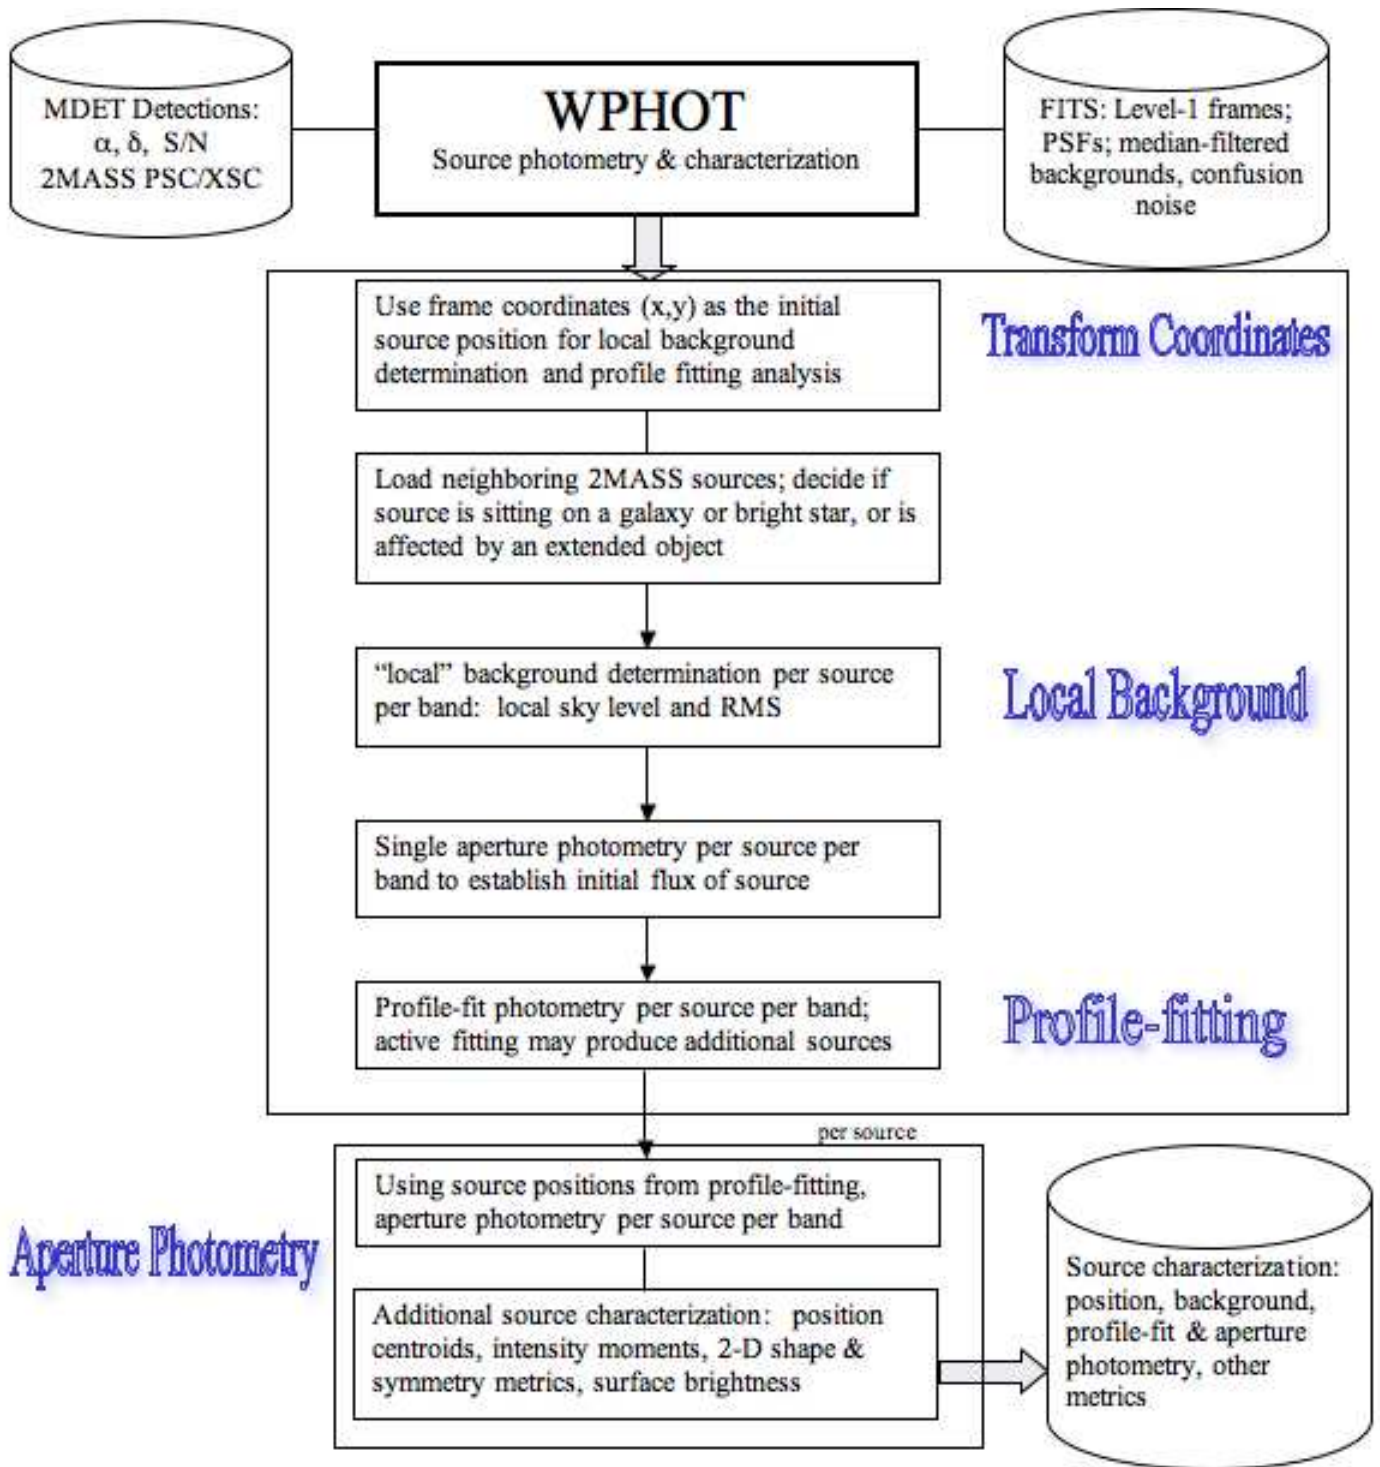 MDET Detections:
α, δ, S/N
2MASS PSC/XSC
WPHOT
Source photometry & characterization
FITS: Level-1 frames;
PSFs; median-filtered
backgrounds, confusion
noise
Use frame coordinates (x,y) as the initial
source position for local background
determination and profile fitting analysis
Transform Coordinates
Load neighboring 2MASS sources; decide if
source is sitting on a galaxy or bright star, or is
affected by an extended object
“local” background determination per source
per band: local sky level and RMS
Local Background
Single aperture photometry per source per
band to establish initial flux of source
Profile-fit photometry per source per band;
active fitting may produce additional sources
Profile-fitting
per source
Using source positions from profile-fitting,
aperture photometry per source per band
Aperture Photometry
Additional source characterization: position
centroids, intensity moments, 2-D shape &
symmetry metrics, surface brightness
Source characterization:
position, background,
profile-fit & aperture
photometry, other
metrics